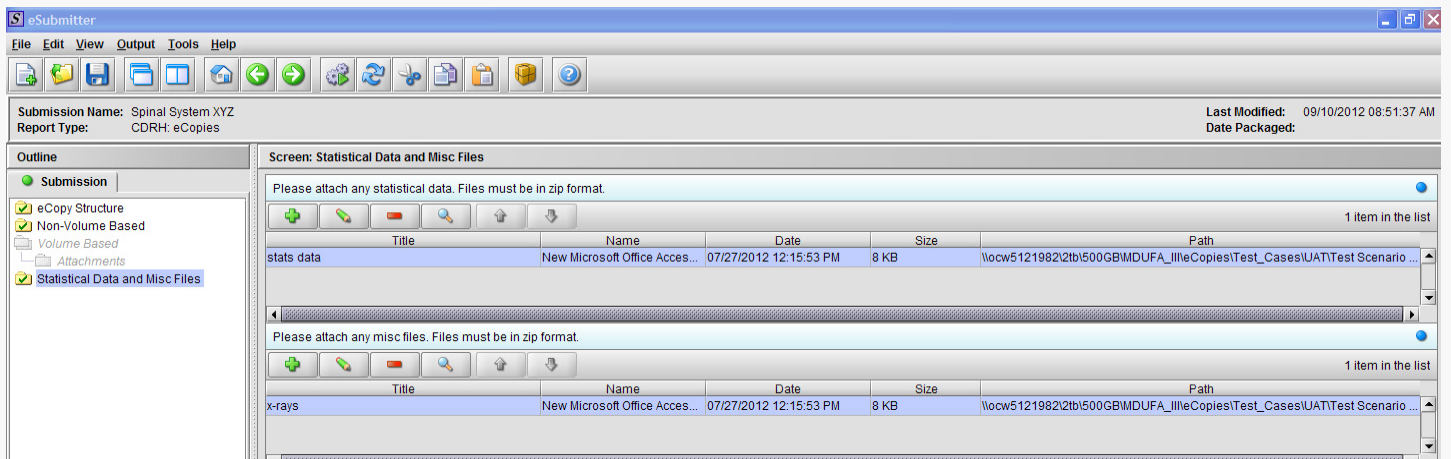 S eSubmitter
File Edit View Output Tools Help
Submission Name: Spinal System XYZ Last Modified: 09/10/2012 08:51:37 AM
Report Type: CDRH: eCopies Date Packaged:
Outline
Submission
eCopy Structure
Non-Volume Based
Volume Based
Attachments
Statistical Data and Misc Files
Screen: Statistical Data and Misc Files
Please attach any statistical data. Files must be in zip format.
1 item in the list
Title Name Date Size Path
stats data New Microsoft Office Acces... 07/27/2012 12:15:53 PM 8 KB \\ocw5121982\2tb\500GB\MDUFA_III\eCopies\Test_Cases\UAT\Test Scenario ...
Please attach any misc files. Files must be in zip format.
1 item in the list
Title Name Date Size Path
x-rays New Microsoft Office Acces... 07/27/2012 12:15:53 PM 8 KB \\ocw5121982\2tb\500GB\MDUFA_III\eCopies\Test_Cases\UAT\Test Scenario ...